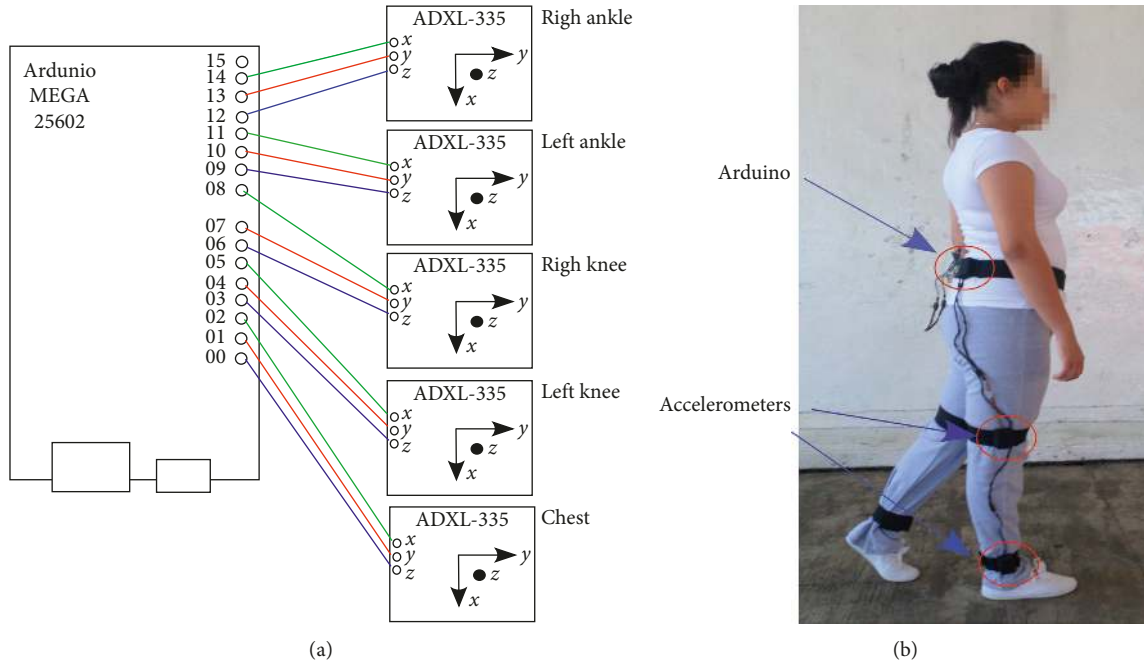 Ardunio
MEGA
25602
15
14
13
12
11
10
09
08
07
06
05
04
03
02
01
00
ADXL-335
x
y
z
y
z
x
Righ ankle
ADXL-335
x
y
z
y
z
x
Left ankle
ADXL-335
x
y
z
y
z
x
Righ knee
ADXL-335
x
y
z
y
z
x
Left knee
ADXL-335
x
y
z
y
z
x
Chest
(a)
Arduino
Accelerometers
(b)